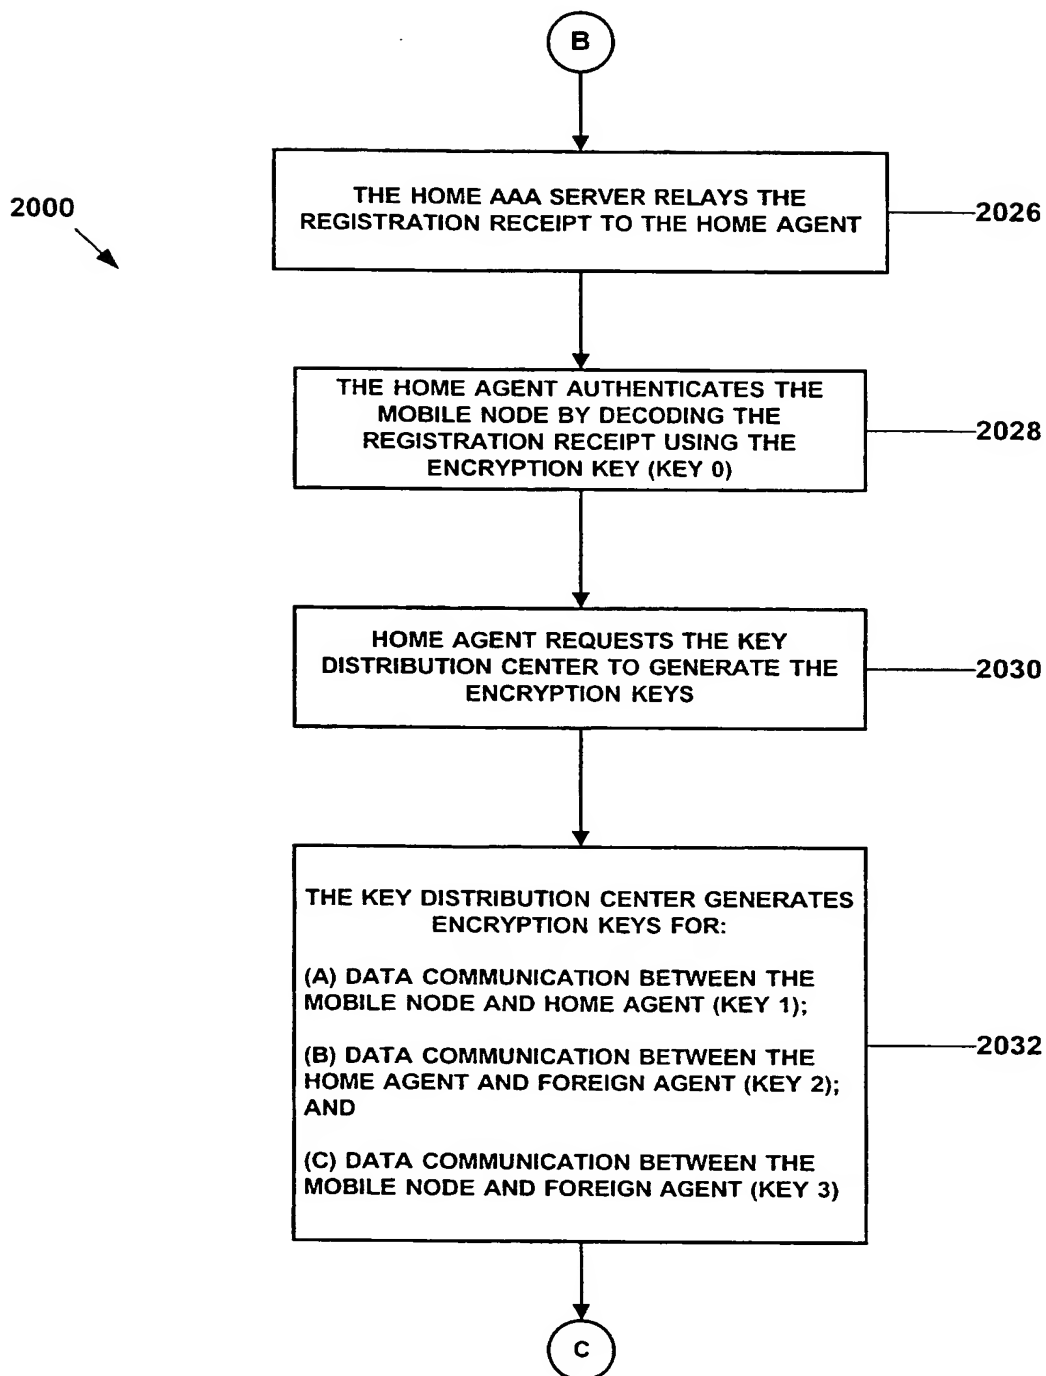 B
2000
THE HOME AAA SERVER RELAYS THE
REGISTRATION RECEIPT TO THE HOME AGENT
2026
THE HOME AGENT AUTHENTICATES THE
MOBILE NODE BY DECODING THE
REGISTRATION RECEIPT USING THE
ENCRYPTION KEY (KEY 0)
2028
HOME AGENT REQUESTS THE KEY
DISTRIBUTION CENTER TO GENERATE THE
ENCRYPTION KEYS
2030
THE KEY DISTRIBUTION CENTER GENERATES
ENCRYPTION KEYS FOR:
(A) DATA COMMUNICATION BETWEEN THE
MOBILE NODE AND HOME AGENT (KEY 1);
(B) DATA COMMUNICATION BETWEEN THE
HOME AGENT AND FOREIGN AGENT (KEY 2);
AND
(C) DATA COMMUNICATION BETWEEN THE
MOBILE NODE AND FOREIGN AGENT (KEY 3)
2032
C